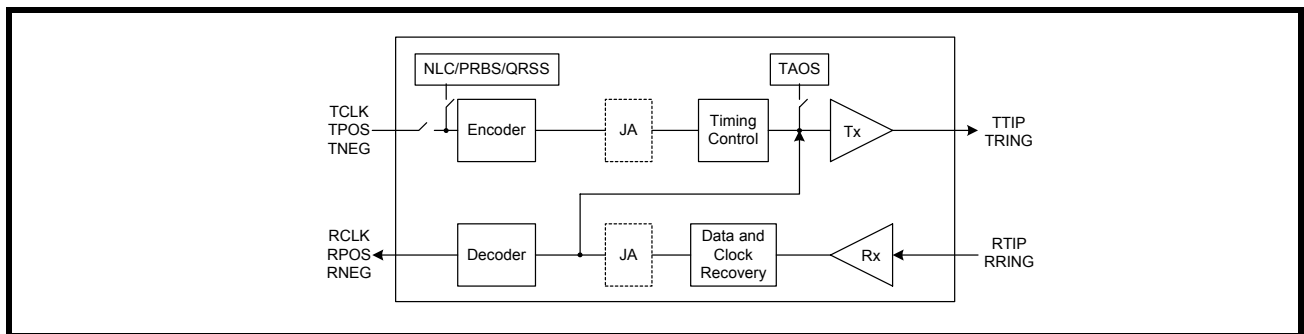 NLC/PRBS/QRSS
TAOS
TCLK
TPOS
TNEG
Encoder
JA
Timing
Control
Tx
TTIP
TRING
RCLK
RPOS
RNEG
Decoder
JA
Data and
Clock
Recovery
Rx
RTIP
RRING